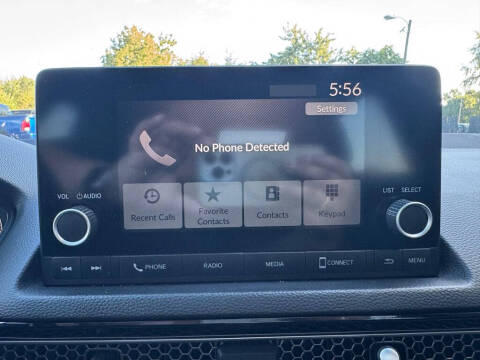 5:56
Settings
No Phone Detected
VOL AUDIO
LIST SELECT
Recent Calls
Favorite
Contacts
Contacts
Keypad
PHONE RADIO MEDIA CONNECT MENU